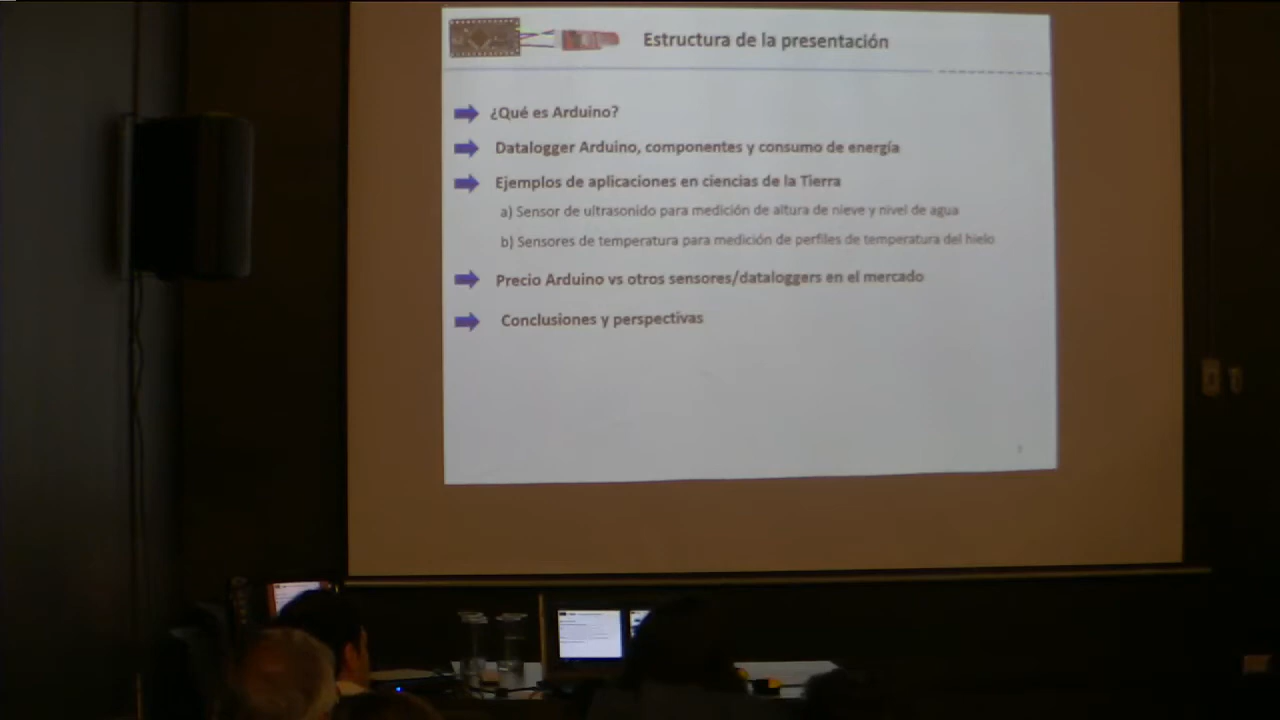 Estructura de la presentación
¿Qué es Arduino?
Datalogger Arduino, componentes y consumo de energía
Ejemplos de aplicaciones en ciencias de la Tierra
a) Sensor de ultrasonido para medición de altura de nieve y nivel de agua
b) Sensores de temperatura para medición de perfiles de temperatura del hielo
Precio Arduino vs otros sensores/dataloggers en el mercado
Conclusiones y perspectivas